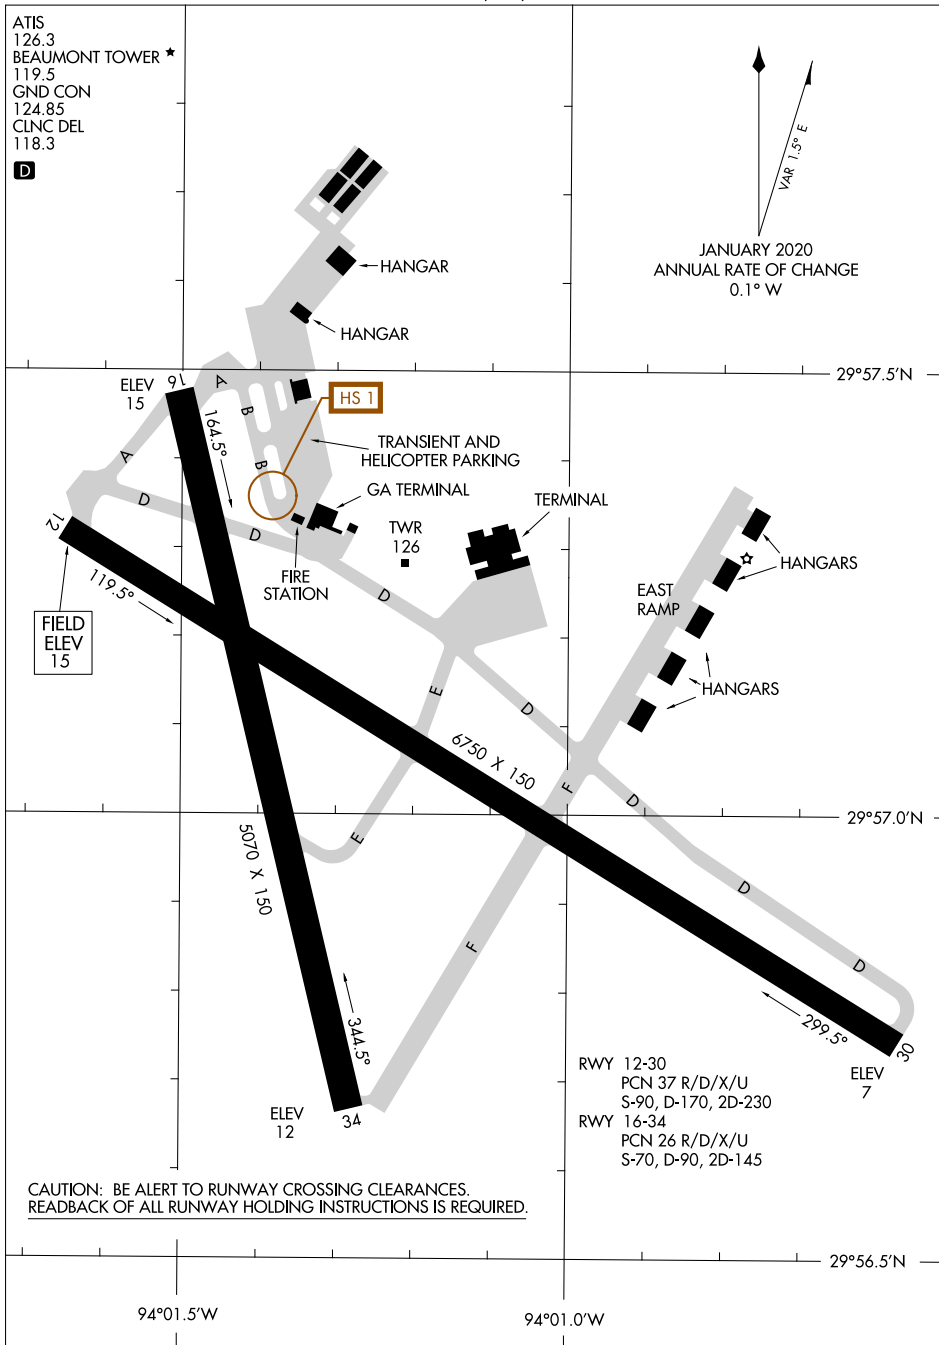 ATIS
126.3
BEAUMONT TOWER
119.5
GND CON
124.85
CLNC DEL
118.3
D
VAR 1.5° E
JANUARY 2020
ANNUAL RATE OF CHANGE
0.1° W
HANGAR
HANGAR
29°57.5'N
ELEV
15
16
A
B
HS 1
164.5°
TRANSIENT AND
HELICOPTER PARKING
A
B
GA TERMINAL
D
TERMINAL
12
D
TWR
126
HANGARS
FIRE
STATION
119.5°
EAST
RAMP
D
FIELD
ELEV
15
E
HANGARS
D
6750 X 150
F
D
29°57.0'N
E
5070 X 150
D
F
D
344.5°
299.5°
30
ELEV
7
RWY 12-30
PCN 37 R/D/X/U
S-90, D-170, 2D-230
RWY 16-34
PCN 26 R/D/X/U
S-70, D-90, 2D-145
ELEV
12
34
CAUTION: BE ALERT TO RUNWAY CROSSING CLEARANCES.
READBACK OF ALL RUNWAY HOLDING INSTRUCTIONS IS REQUIRED.
29°56.5'N
94°01.5'W
94°01.0'W